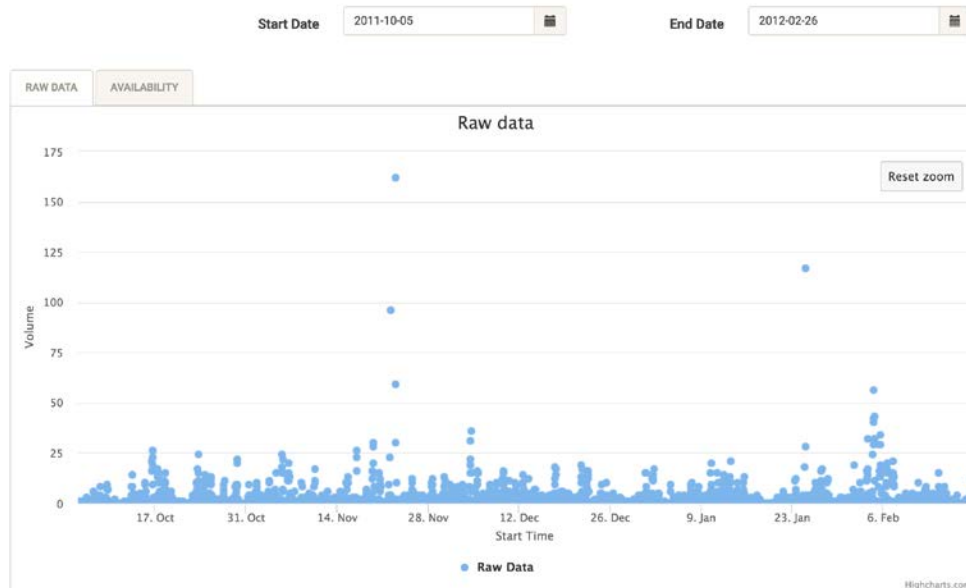 Start Date 2011-10-05 End Date 2012-02-26
RAW DATA AVAILABILITY
Raw data
Reset zoom
Volume
175
150
125
100
75
50
25
0
17. Oct 31. Oct 14. Nov 28. Nov 12. Dec 26. Dec 9. Jan 23. Jan 6. Feb
Start Time
Raw Data
Highcharts.com